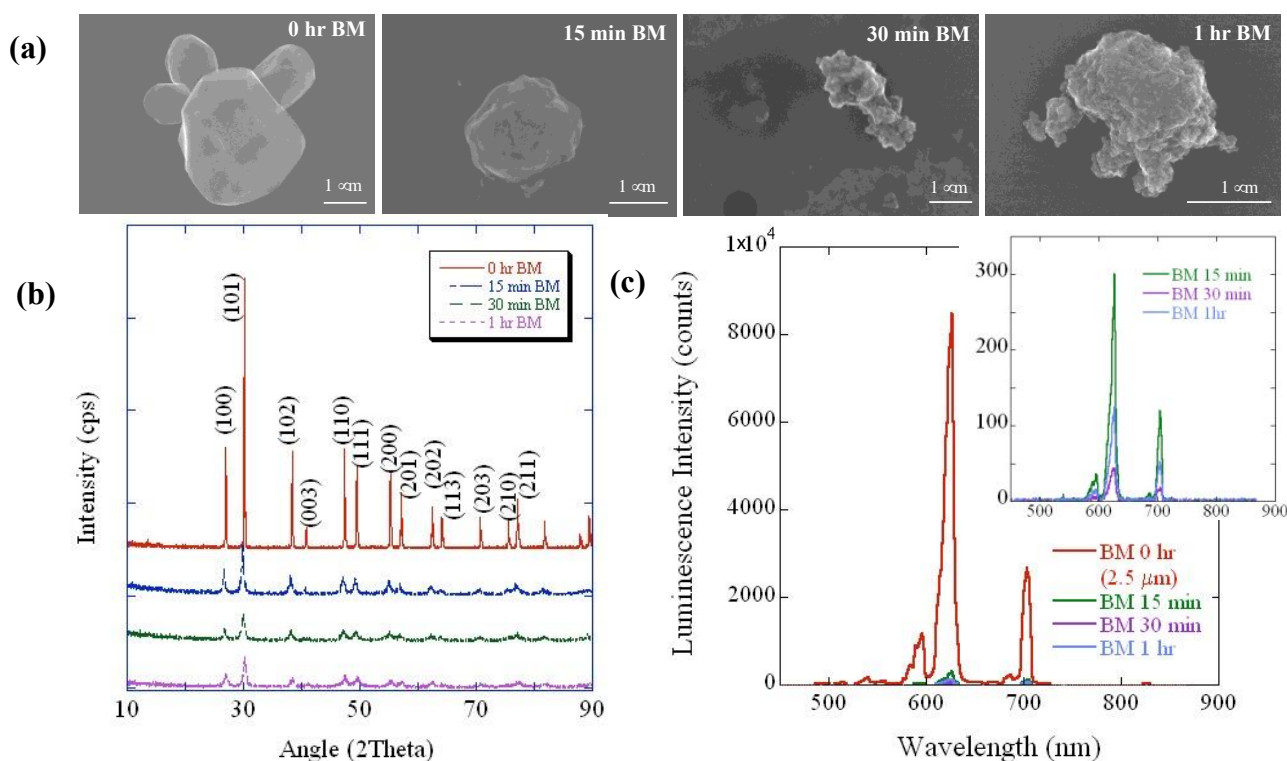 (a)
0 hr BM
1 ∝m
15 min BM
1 ∝m
30 min BM
1 ∝m
1 hr BM
1 ∝m
(b)
Intensity (cps)
(100)
(101)
(102)
(003)
(110)
(111)
(200)
(201)
(202)
(113)
(203)
(210)
(211)
0 hr BM
15 min BM
30 min BM
1 hr BM
10 30 50 70 90
Angle (2Theta)
(c)
Luminescence Intensity (counts)
1x10⁴
8000
6000
4000
2000
0
500 600 700 800 900
Wavelength (nm)
BM 0 hr
(2.5 μm)
BM 15 min
BM 30 min
BM 1 hr
300
200
100
0
500 600 700 800 900
BM 15 min
BM 30 min
BM 1hr